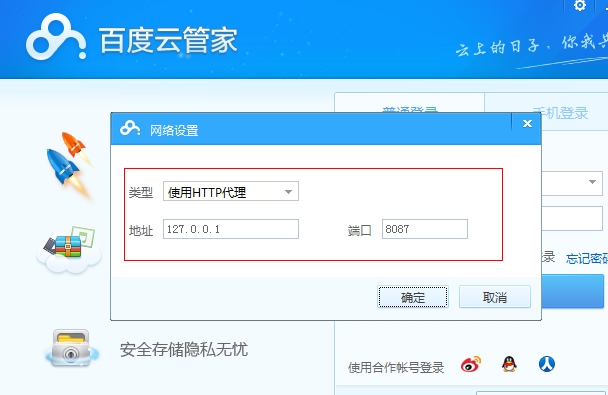 百度云管家
云上的日子，你我共
普通登录
手机登录
网络设置
类型
使用HTTP代理
地址
127.0.0.1
端口
8087
录
忘记密码
确定
取消
安全存储隐私无忧
使用合作帐号登录